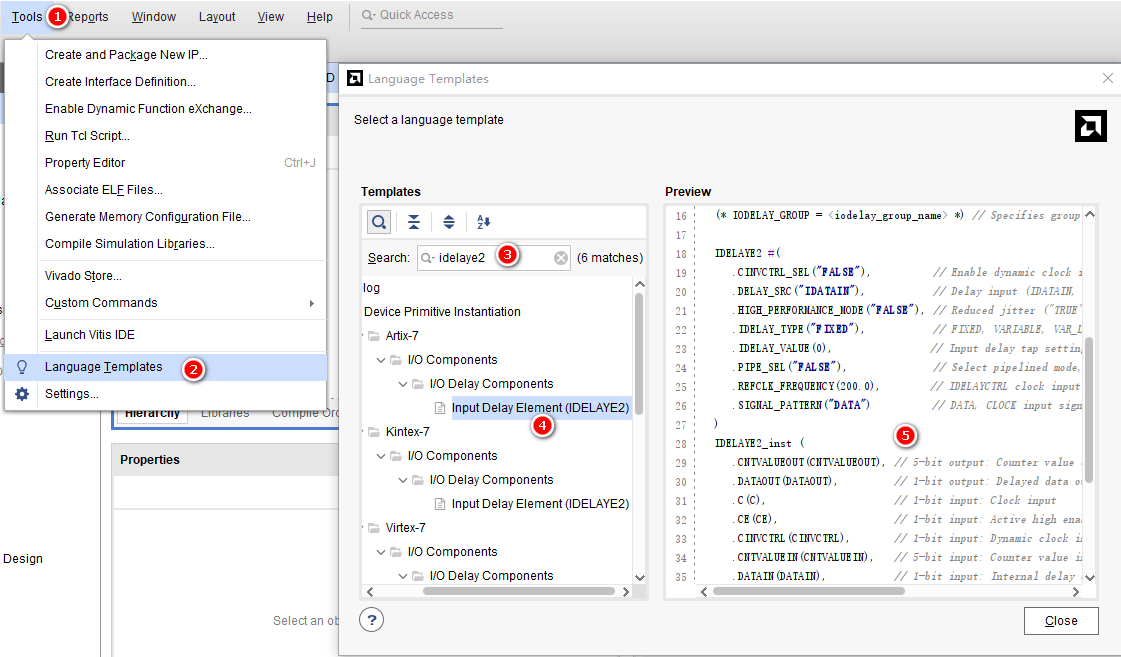 Tools 1 Reports Window Layout View Help Quick Access
Create and Package New IP...
Create Interface Definition...
Enable Dynamic Function eXchange...
Run Tcl Script...
Property Editor Ctrl+J
Associate ELF Files...
Generate Memory Configuration File...
Compile Simulation Libraries...
Vivado Store...
Custom Commands
Launch Vitis IDE
Language Templates 2
Settings...
Hierarchy Libraries Compile Ord
Properties
Design
Select an ob
D
Language Templates
Select a language template
Templates
Search: idelaye2 3 (6 matches)
log
Device Primitive Instantiation
Artix-7
I/O Components
I/O Delay Components
Input Delay Element (IDELAYE2)
4
Kintex-7
I/O Components
I/O Delay Components
Input Delay Element (IDELAYE2)
Virtex-7
I/O Components
I/O Delay Components
Preview
16 (* IODELAY_GROUP = <iodelay_group_name> *) // Specifies group
17
18 IDELAYE2 #(
19 .CINVCTRL_SEL("FALSE"), // Enable dynamic clock i
20 .DELAY_SRC("IDATAIN"), // Delay input (IDATAIN,
21 .HIGH_PERFORMANCE_MODE("FALSE"), // Reduced jitter ("TRUE"
22 .IDELAY_TYPE("FIXED"), // FIXED, VARIABLE, VAR_L
23 .IDELAY_VALUE(0), // Input delay tap settin
24 .PIPE_SEL("FALSE"), // Select pipelined mode,
25 .REFCLK_FREQUENCY(200.0), // IDELAYCTRL clock input
26 .SIGNAL_PATTERN("DATA") // DATA, CLOCK input sign
27 )
28 IDELAYE2_inst ( 5
29 .CNTVALUEOUT(CNTVALUEOUT), // 5-bit output: Counter value
30 .DATAOUT(DATAOUT), // 1-bit output: Delayed data ou
31 .C(C), // 1-bit input: Clock input
32 .CE(CE), // 1-bit input: Active high enab
33 .CINVCTRL(CINVCTRL), // 1-bit input: Dynamic clock in
34 .CNTVALUEIN(CNTVALUEIN), // 5-bit input: Counter value in
35 .DATAIN(DATAIN), // 1-bit input: Internal delay
?
Close